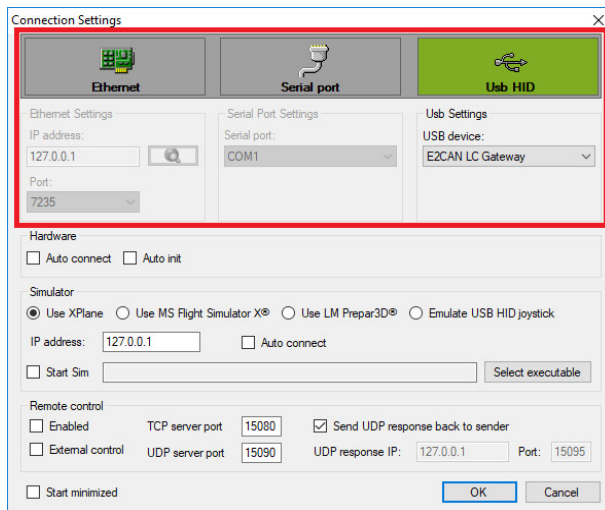 Connection Settings
Ethernet Serial port Usb HID
Ethernet Settings Serial Port Settings Usb Settings
IP address: Serial port: USB device:
127.0.0.1 COM1 E2CAN LC Gateway
Port:
7235
Hardware
Auto connect Auto init
Simulator
Use XPlane Use MS Flight Simulator X® Use LM Prepar3D® Emulate USB HID joystick
IP address: 127.0.0.1 Auto connect
Start Sim Select executable
Remote control
Enabled TCP server port 15080 Send UDP response back to sender
External control UDP server port 15090 UDP response IP: 127.0.0.1 Port: 15095
Start minimized OK Cancel